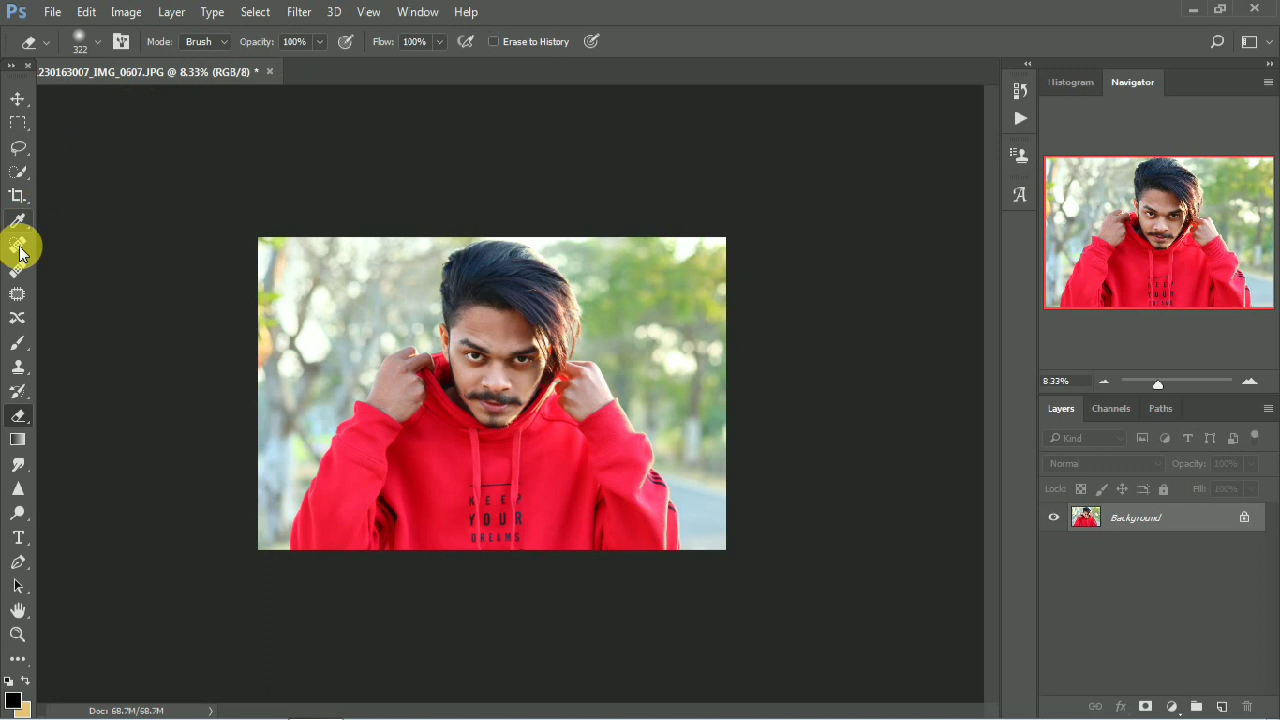 Ps File Edit Image Layer Type Select Filter 3D View Window Help
322 Mode: Brush Opacity: 100% Flow: 100% Erase to History
230163007_IMG_0607.JPG @ 8.33% (RGB/8) *
Histogram Navigator
8.33%
Layers Channels Paths
Kind
Normal Opacity: 100%
Lock: Fill: 100%
Background
KEEP
YOUR
DREAMS
Doc: 68.7M/68.7M